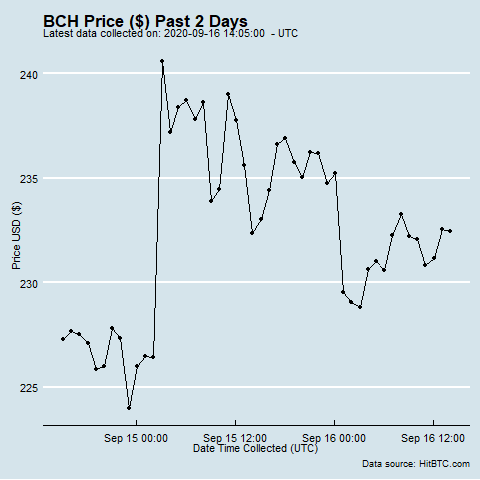 BCH Price ($) Past 2 Days
Latest data collected on: 2020-09-16 14:05:00  - UTC
240
235
230
225
Price USD ($)
Sep 15 00:00
Sep 15 12:00
Sep 16 00:00
Sep 16 12:00
Date Time Collected (UTC)
Data source: HitBTC.com